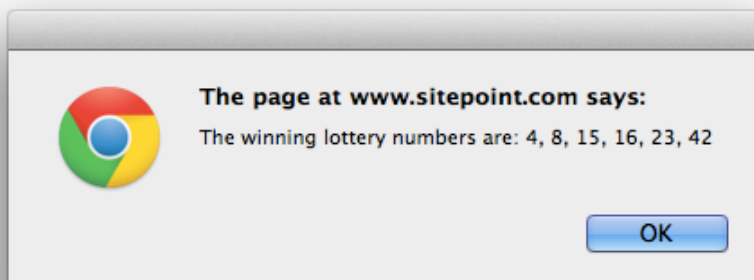 The page at www.sitepoint.com says:
The winning lottery numbers are: 4, 8, 15, 16, 23, 42
OK